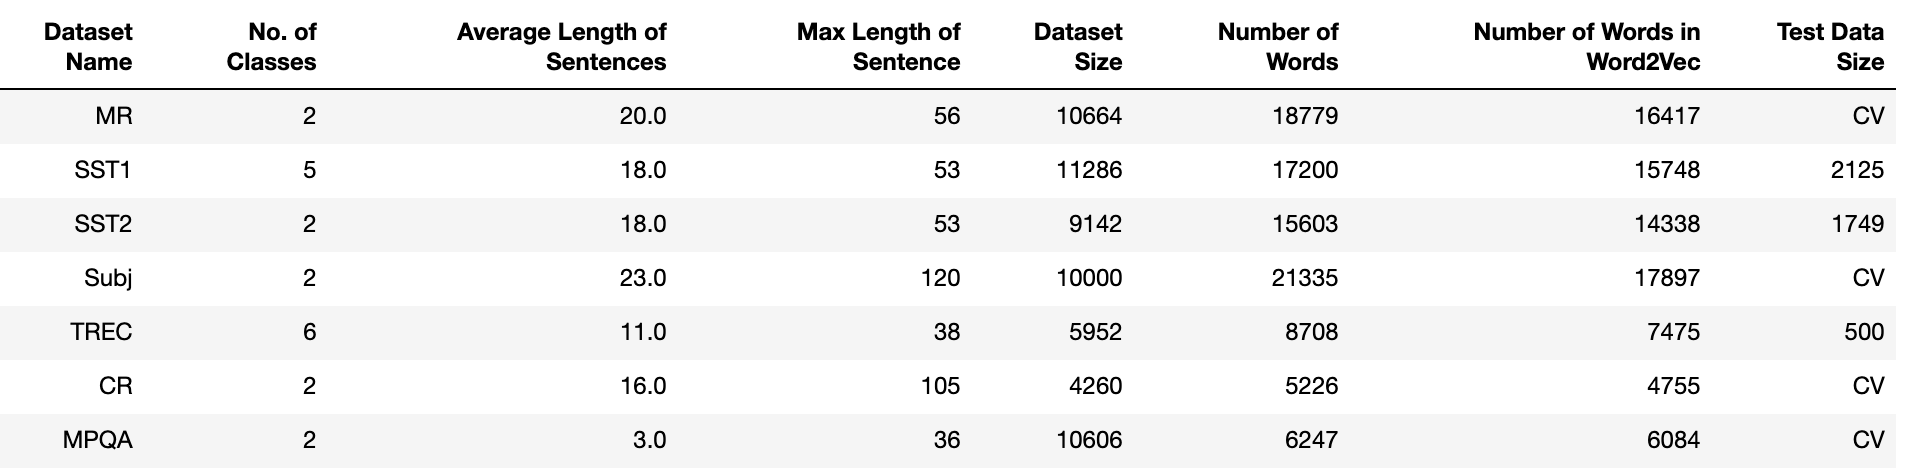 Dataset Name No. of Classes Average Length of Sentences Max Length of Sentence Dataset Size Number of Words Number of Words in Word2Vec Test Data Size
MR 2 20.0 56 10664 18779 16417 CV
SST1 5 18.0 53 11286 17200 15748 2125
SST2 2 18.0 53 9142 15603 14338 1749
Subj 2 23.0 120 10000 21335 17897 CV
TREC 6 11.0 38 5952 8708 7475 500
CR 2 16.0 105 4260 5226 4755 CV
MPQA 2 3.0 36 10606 6247 6084 CV